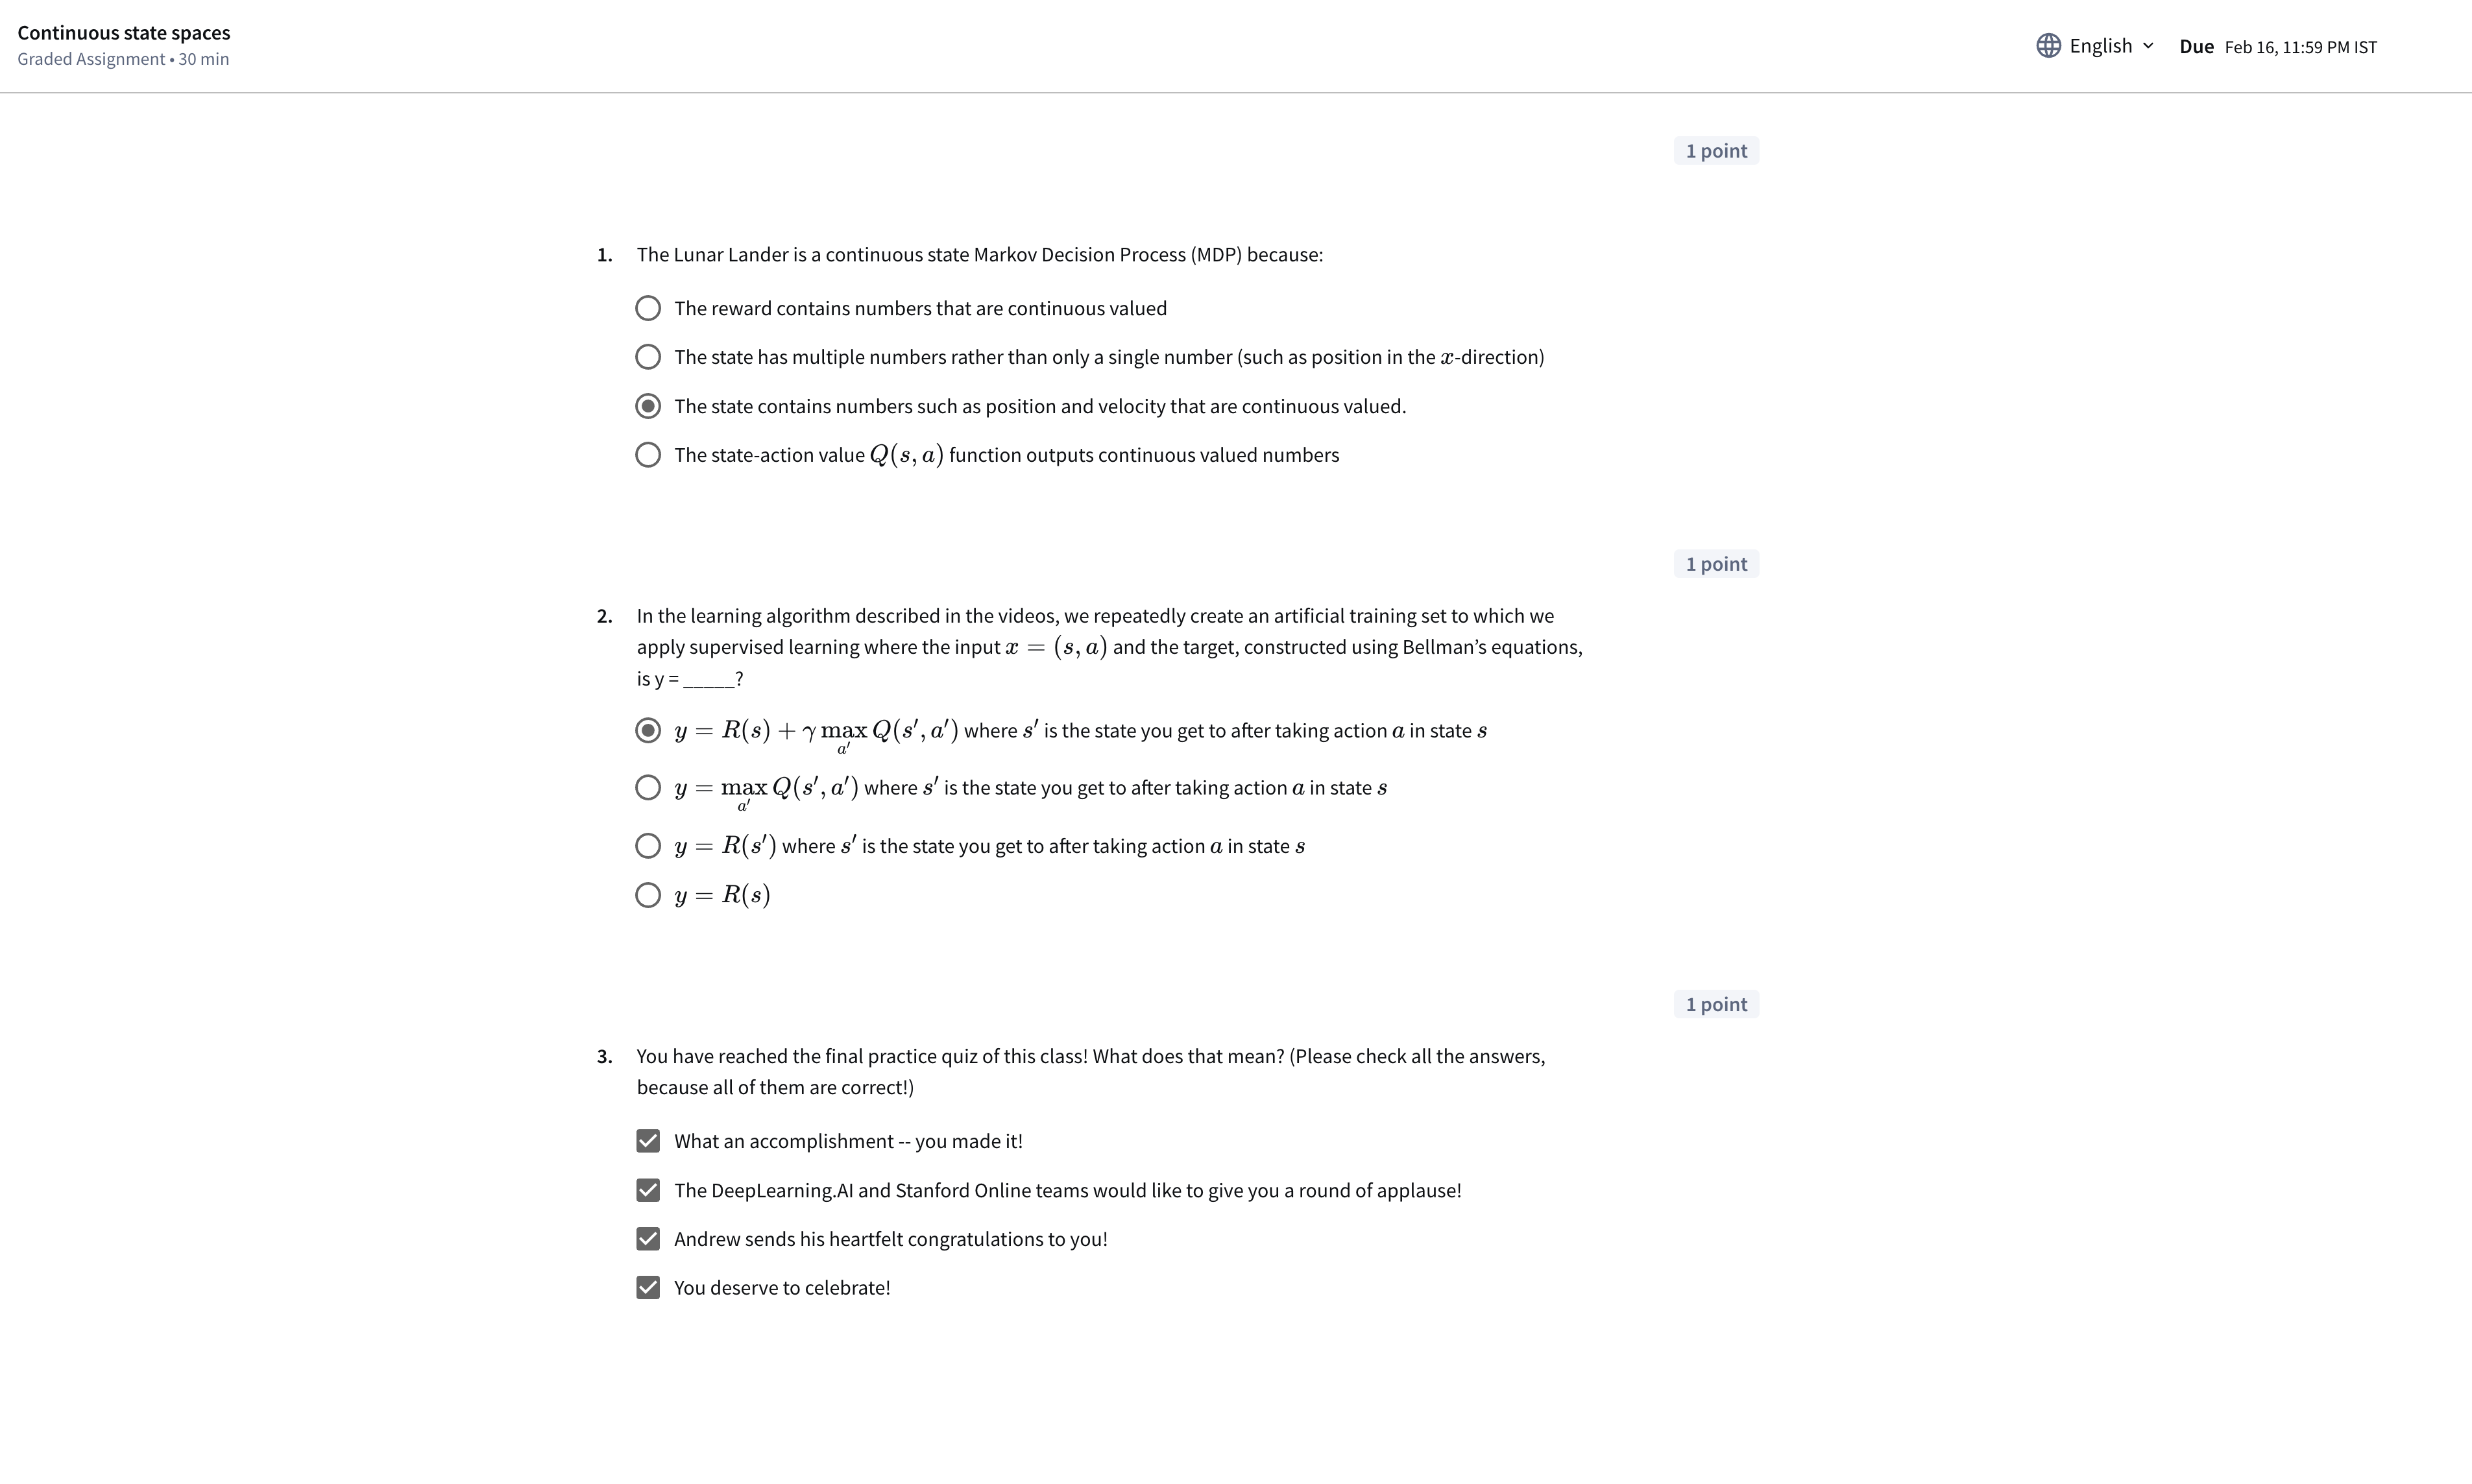 Continuous state spaces
Graded Assignment • 30 min
English
Due Feb 16, 11:59 PM IST
1 point
1. The Lunar Lander is a continuous state Markov Decision Process (MDP) because:
The reward contains numbers that are continuous valued
The state has multiple numbers rather than only a single number (such as position in the x-direction)
The state contains numbers such as position and velocity that are continuous valued.
The state-action value Q(s, a) function outputs continuous valued numbers
1 point
2. In the learning algorithm described in the videos, we repeatedly create an artificial training set to which we
apply supervised learning where the input x = (s, a) and the target, constructed using Bellman’s equations,
is y = _____?
y = R(s) + γ max Q(s′, a′) where s′ is the state you get to after taking action a in state s
a′
y = max Q(s′, a′) where s′ is the state you get to after taking action a in state s
a′
y = R(s′) where s′ is the state you get to after taking action a in state s
y = R(s)
1 point
3. You have reached the final practice quiz of this class! What does that mean? (Please check all the answers,
because all of them are correct!)
What an accomplishment -- you made it!
The DeepLearning.AI and Stanford Online teams would like to give you a round of applause!
Andrew sends his heartfelt congratulations to you!
You deserve to celebrate!